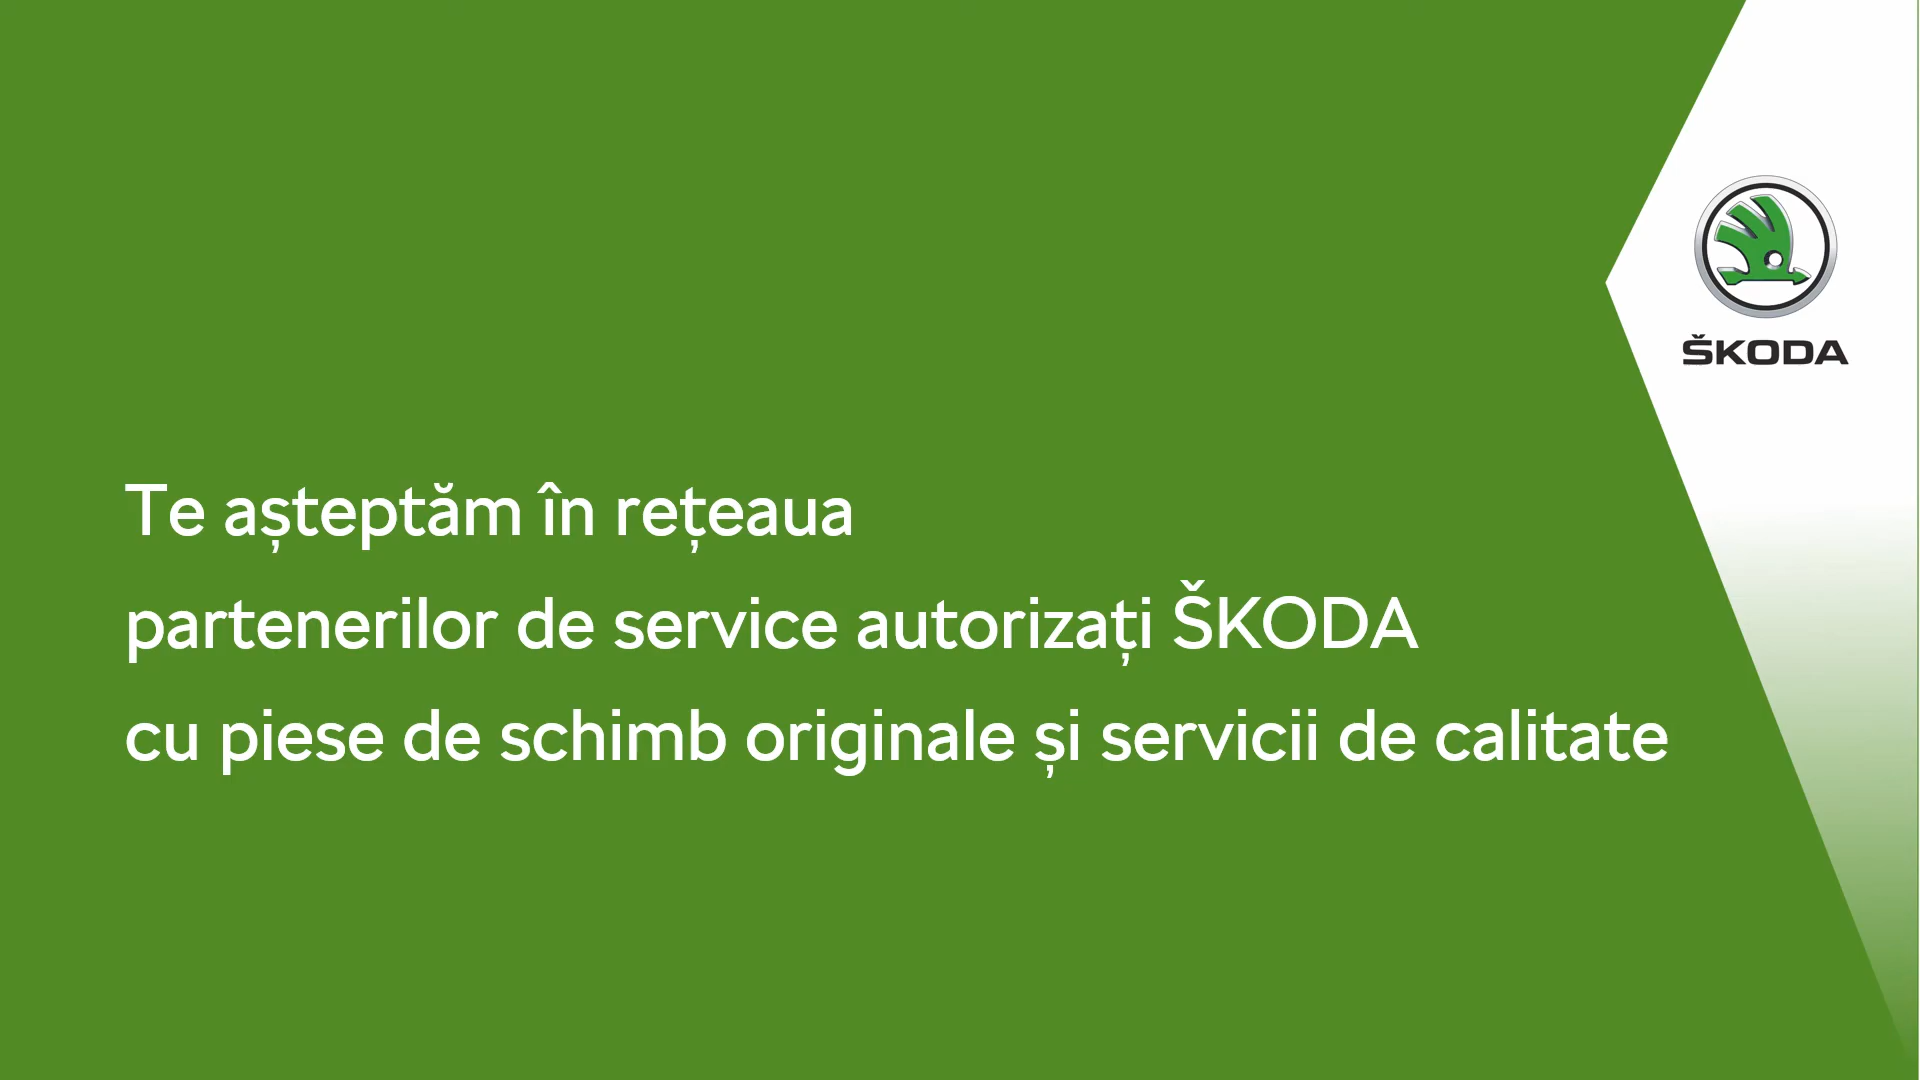 ŠKODA
Te așteptăm în rețeaua
partenerilor de service autorizați ŠKODA
cu piese de schimb originale și servicii de calitate